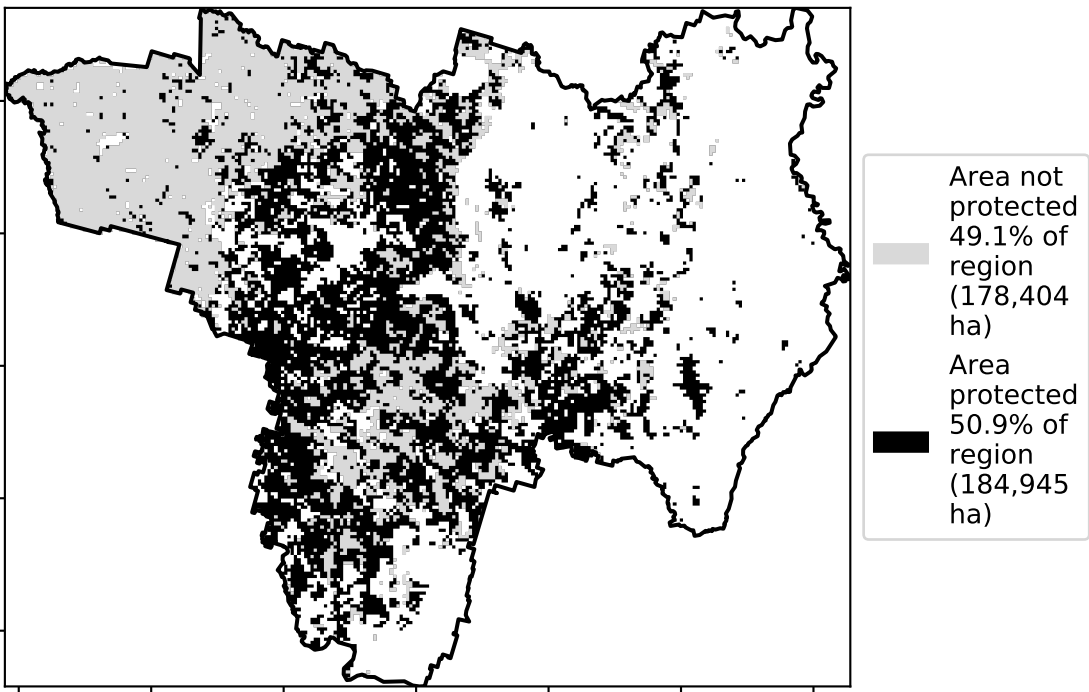 Area not
protected
49.1% of
region
(178,404
ha)
Area
protected
50.9% of
region
(184,945
ha)